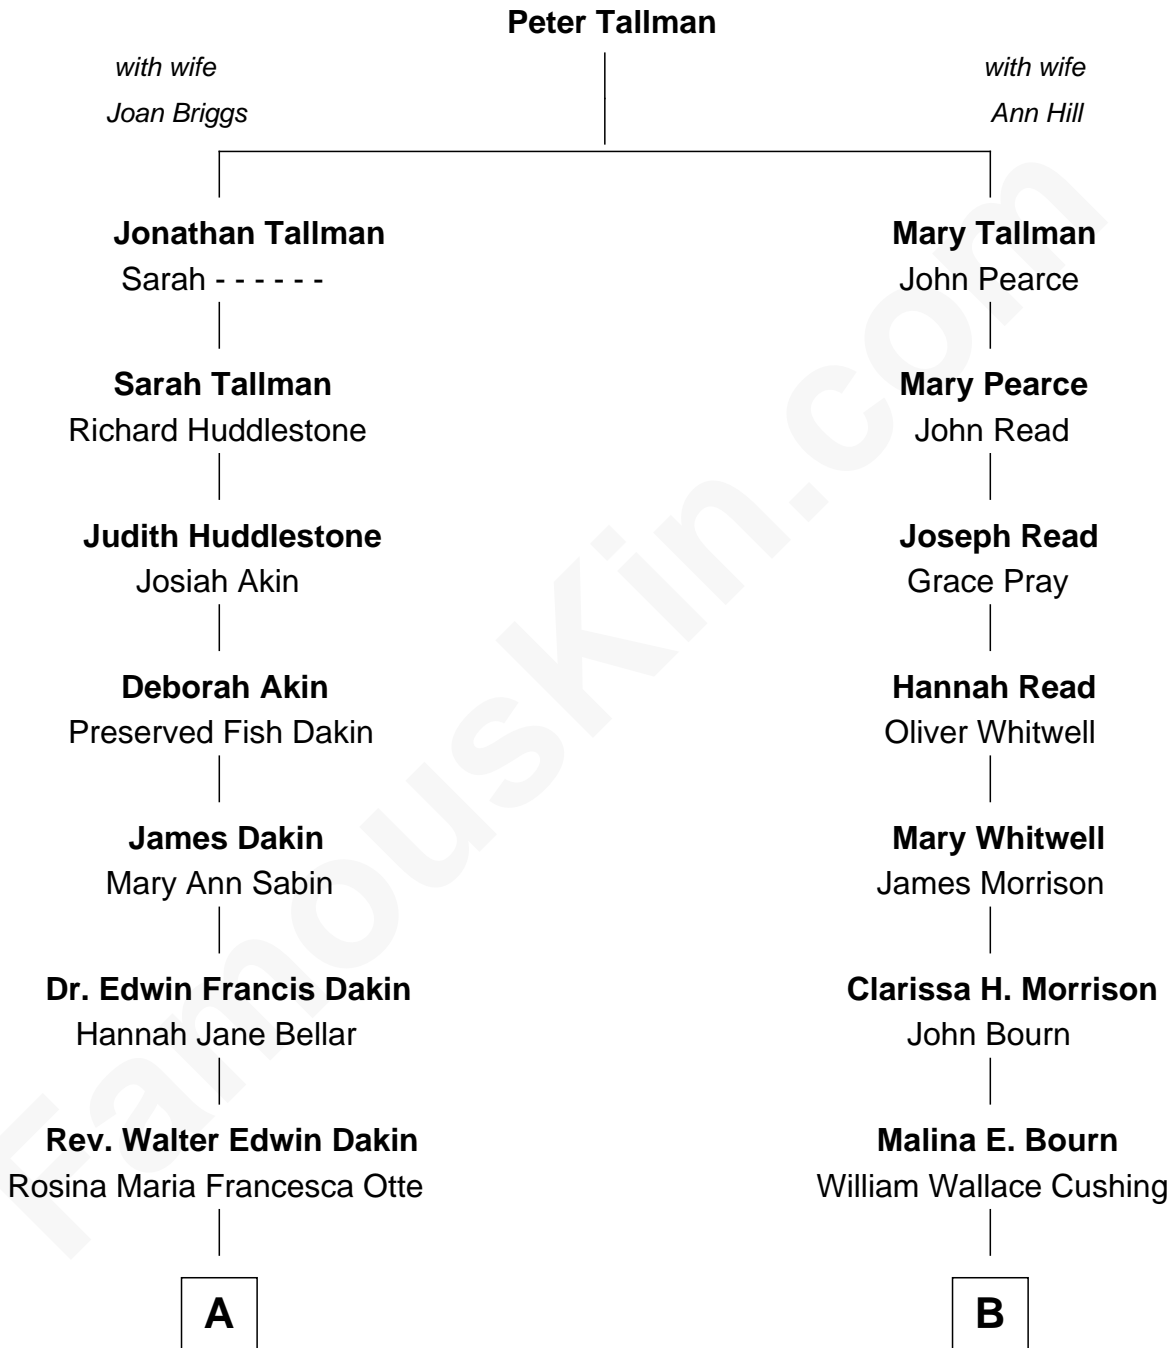 Peter Tallman
with wife
Joan Briggs
with wife
Ann Hill
Jonathan Tallman
Sarah - - - - - -
Mary Tallman
John Pearce
Sarah Tallman
Richard Huddlestone
Mary Pearce
John Read
Judith Huddlestone
Josiah Akin
Joseph Read
Grace Pray
Deborah Akin
Preserved Fish Dakin
Hannah Read
Oliver Whitwell
James Dakin
Mary Ann Sabin
Mary Whitwell
James Morrison
Dr. Edwin Francis Dakin
Hannah Jane Bellar
Clarissa H. Morrison
John Bourn
Rev. Walter Edwin Dakin
Rosina Maria Francesca Otte
Malina E. Bourn
William Wallace Cushing
A
B
FamousKin.com